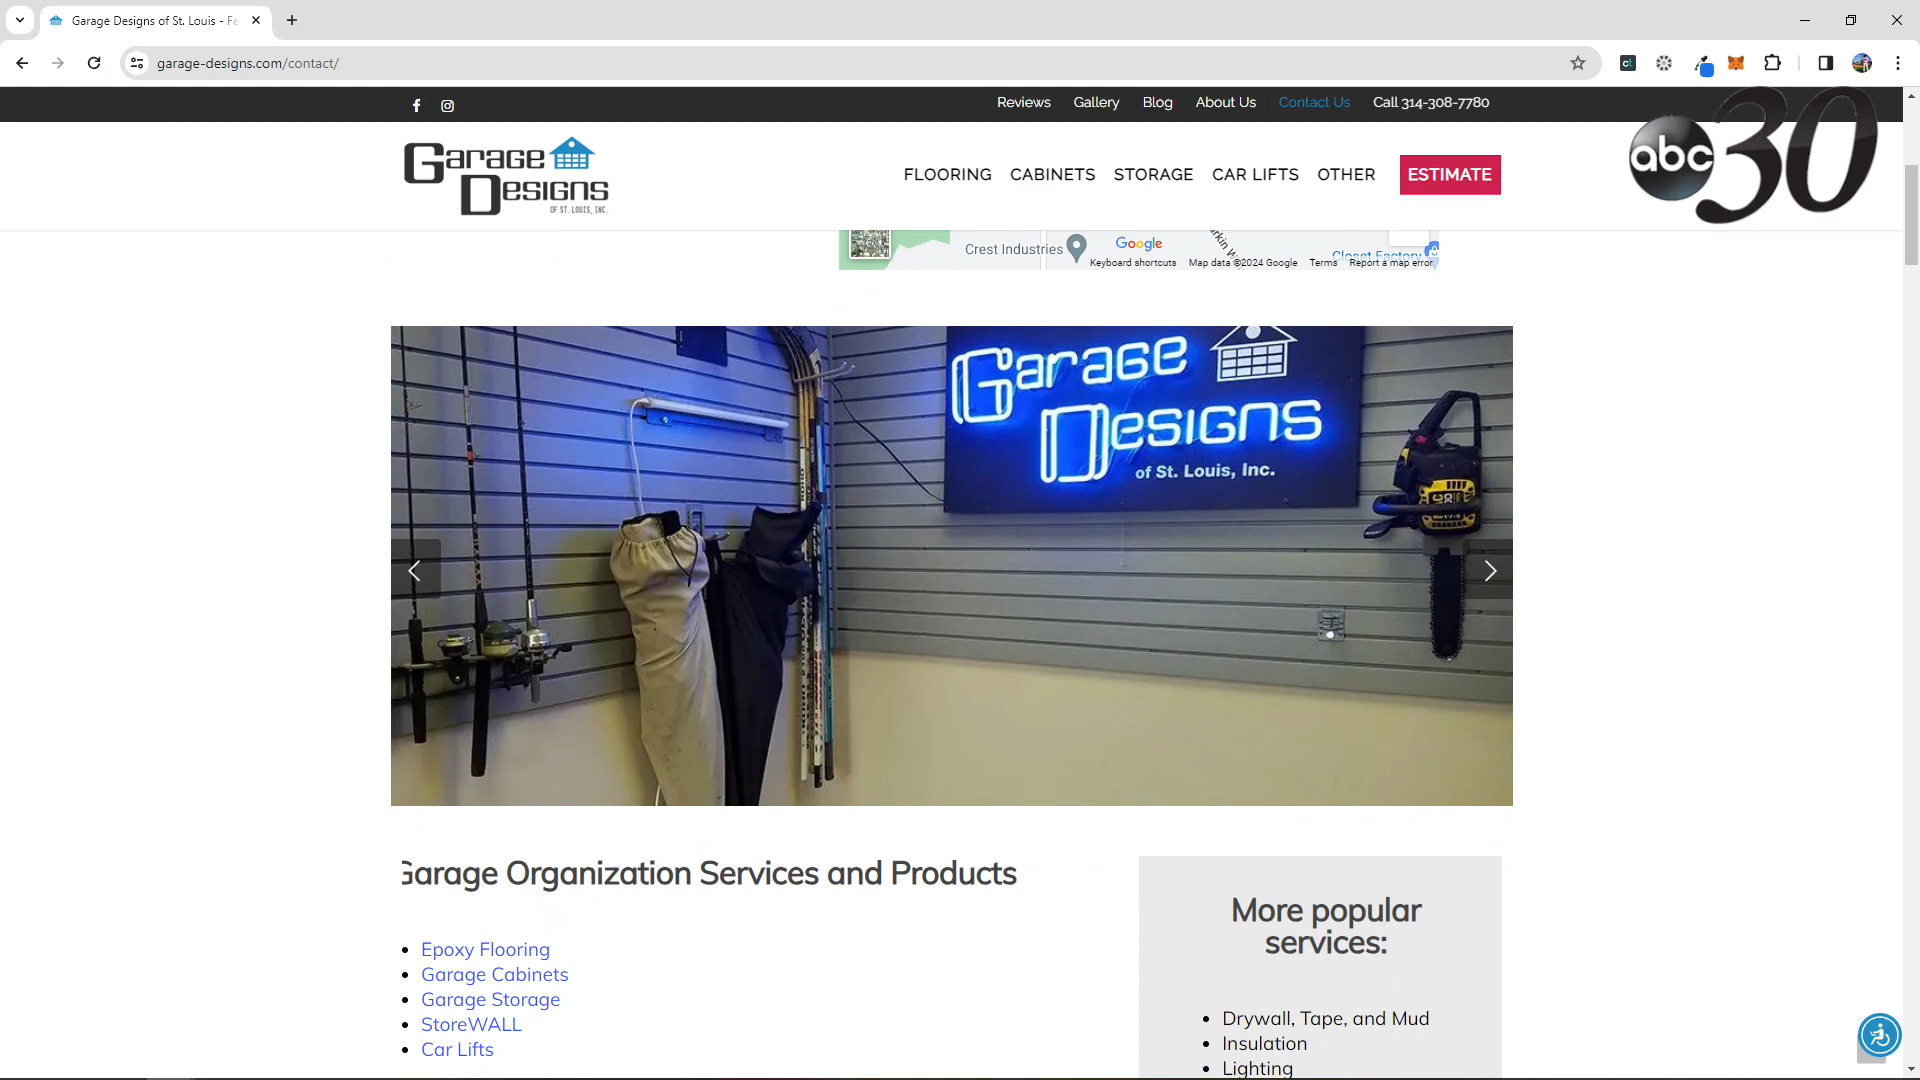 Garage Designs of St. Louis - Fe
garage-designs.com/contact/
Reviews Gallery Blog About Us Contact Us Call 314-308-7780
Garage
Designs
OF ST. LOUIS, INC.
FLOORING CABINETS STORAGE CAR LIFTS OTHER ESTIMATE
abc 30
Crest Industries
Google
Closet Factory
Keyboard shortcuts Map data ©2024 Google Terms Report a map error
Garage
Designs
of St. Louis, Inc.
Garage Organization Services and Products
• Epoxy Flooring
• Garage Cabinets
• Garage Storage
• StoreWALL
• Car Lifts
More popular
services:
• Drywall, Tape, and Mud
• Insulation
• Lighting